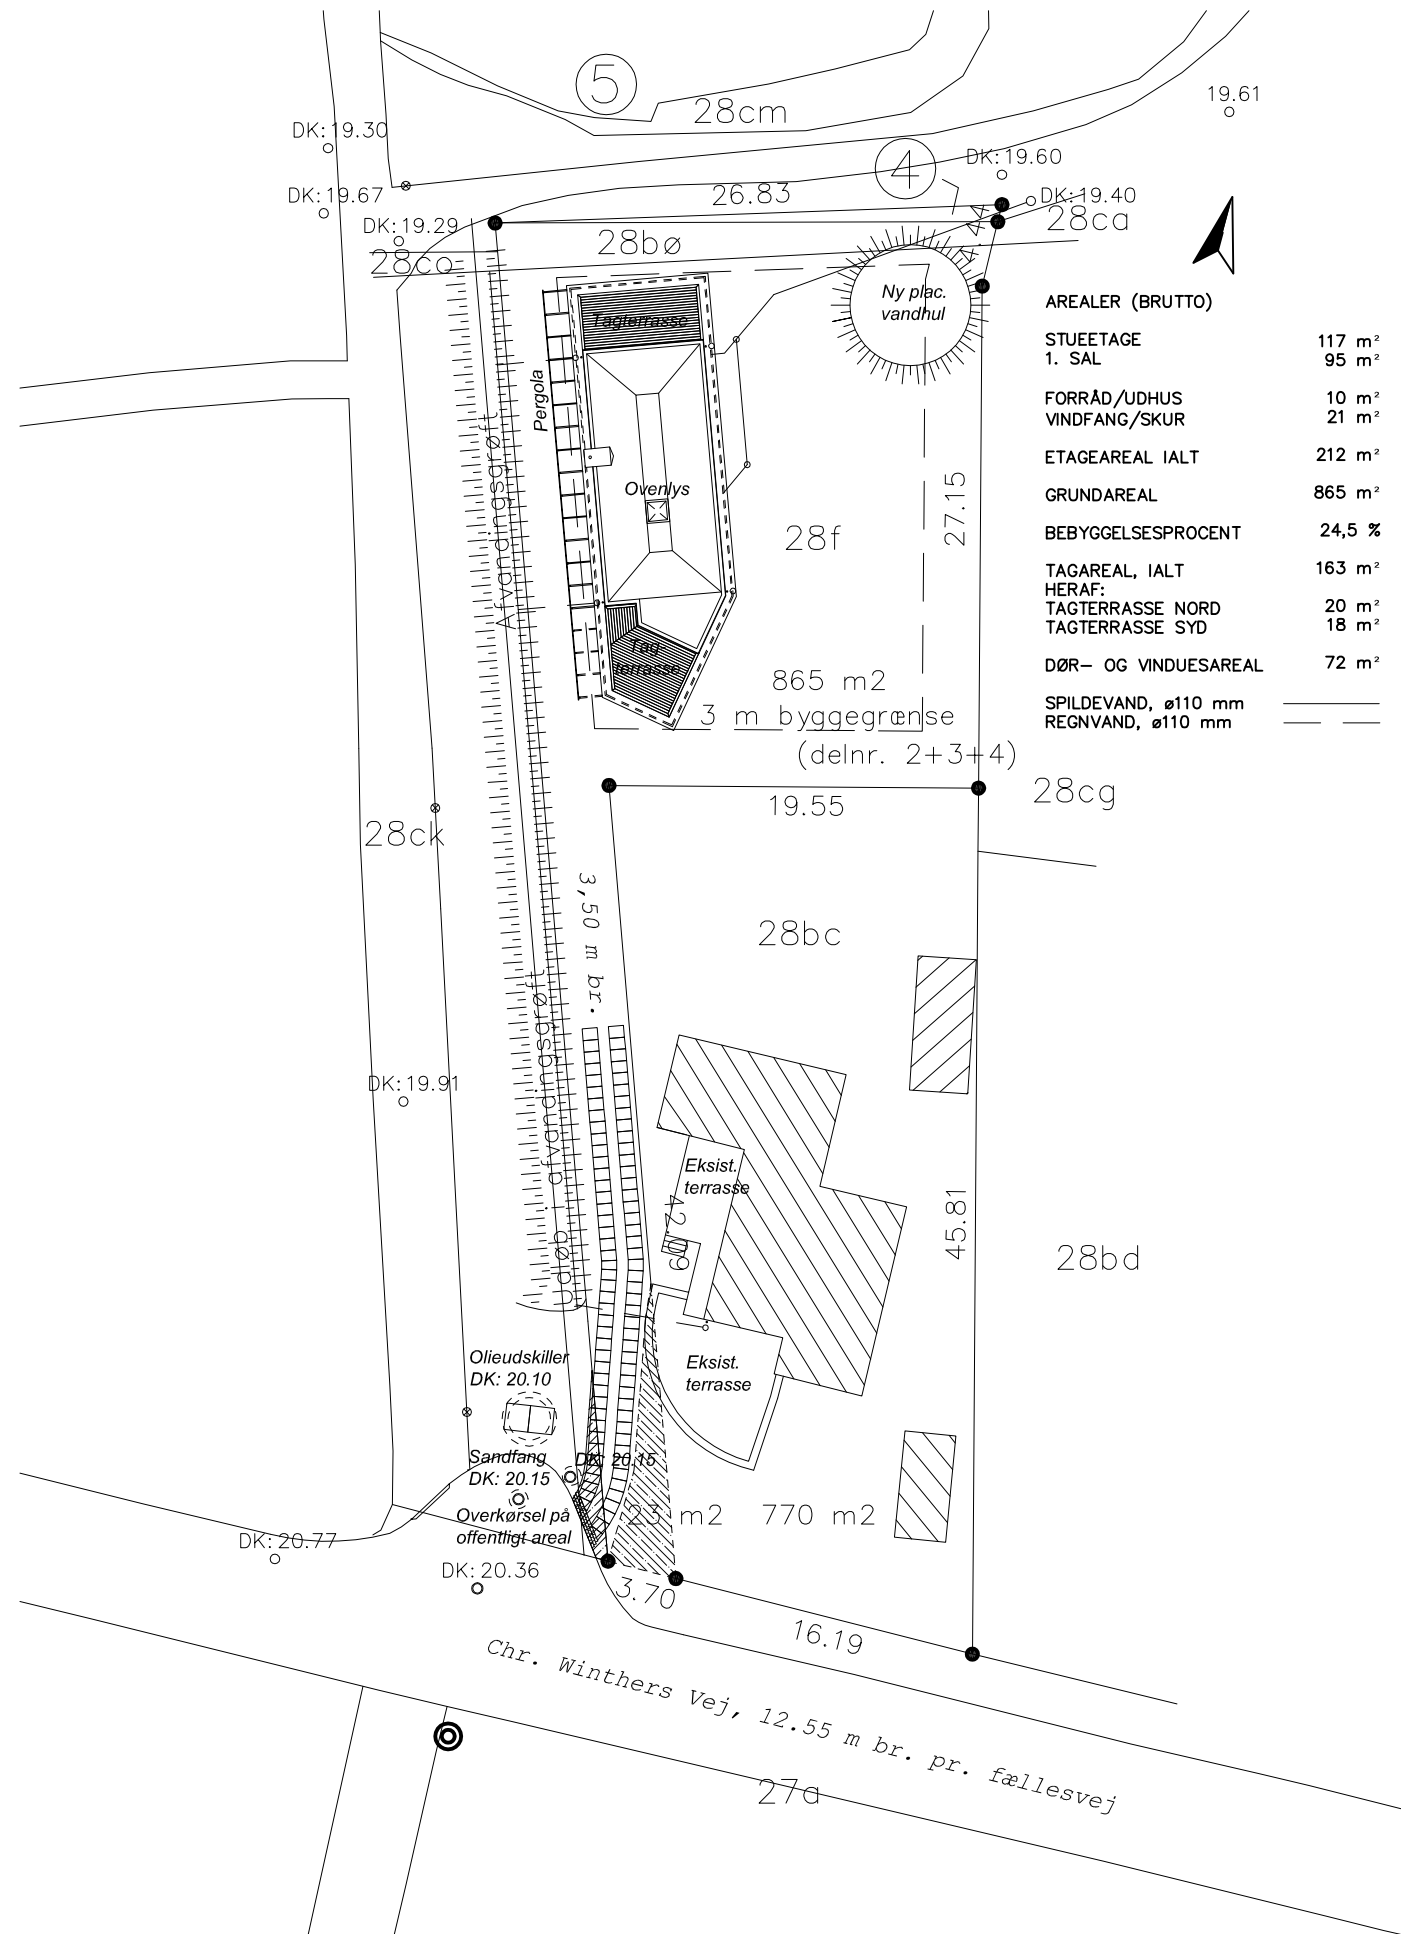 5
28cm
19.61
DK:19.30
4
DK:19.60
DK:19.67
26.83
DK:19.40
DK:19.29
28bø
28ca
28co
Ny plac.
vandhul
AREALER (BRUTTO)
Tagterrasse
STUEETAGE 117 m²
1. SAL 95 m²
Pergola
FORRÅD/UDHUS 10 m²
VINDFANG/SKUR 21 m²
ETAGEAREAL IALT 212 m²
Ovenlys
GRUNDAREAL 865 m²
Afvandingsgrøft
27.15
28f
BEBYGGELSESPROCENT 24,5 %
TAGAREAL, IALT 163 m²
HERAF:
TAGTERRASSE NORD 20 m²
TAGTERRASSE SYD 18 m²
Tag-
terrasse
DØR- OG VINDUESAREAL 72 m²
865 m2
SPILDEVAND, ø110 mm
3 m byggegrænse
REGNVAND, ø110 mm
(delnr. 2+3+4)
19.55
28cg
28ck
3,50 m br.
28bc
DK:19.91
Udløb i afvandingsgrøft
Eksist.
terrasse
42.09
45.81
28bd
Olieudskiller
DK: 20.10
Eksist.
terrasse
Sandfang
DK: 20.15
DK: 20.15
Overkørsel på
offentligt areal
23 m2
770 m2
DK:20.77
DK:20.36
3.70
16.19
Chr. Winthers Vej, 12.55 m br. pr. fællesvej
27a